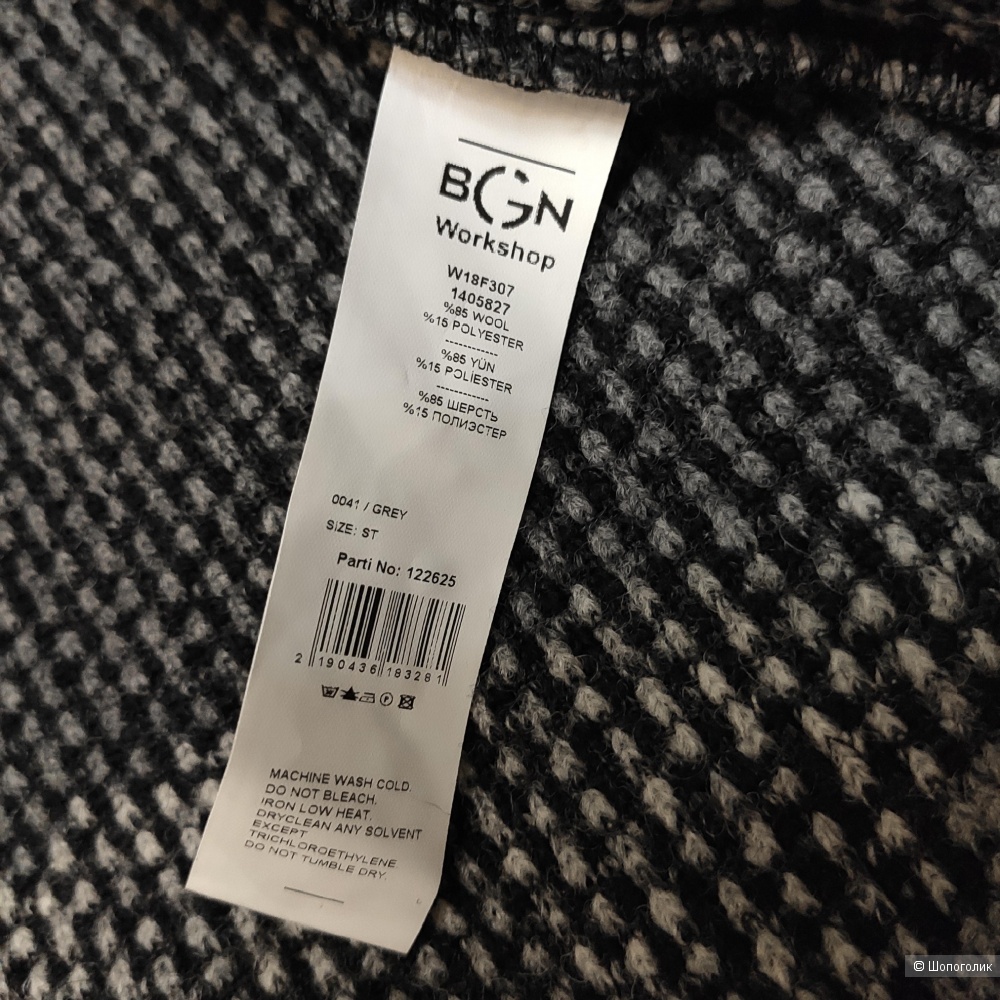 BGN
Workshop
W18F307
1405827
%85 WOOL
%15 POLYESTER
------------
%85 YÜN
%15 POLİESTER
------------
%85 ШЕРСТЬ
%15 ПОЛИЭСТЕР
0041 / GREY
SIZE: ST
Parti No: 122625
2 190436 183281
P
MACHINE WASH COLD.
DO NOT BLEACH.
IRON LOW HEAT.
DRYCLEAN ANY SOLVENT
EXCEPT
TRICHLOROETHYLENE
DO NOT TUMBLE DRY.
© Шопоголик